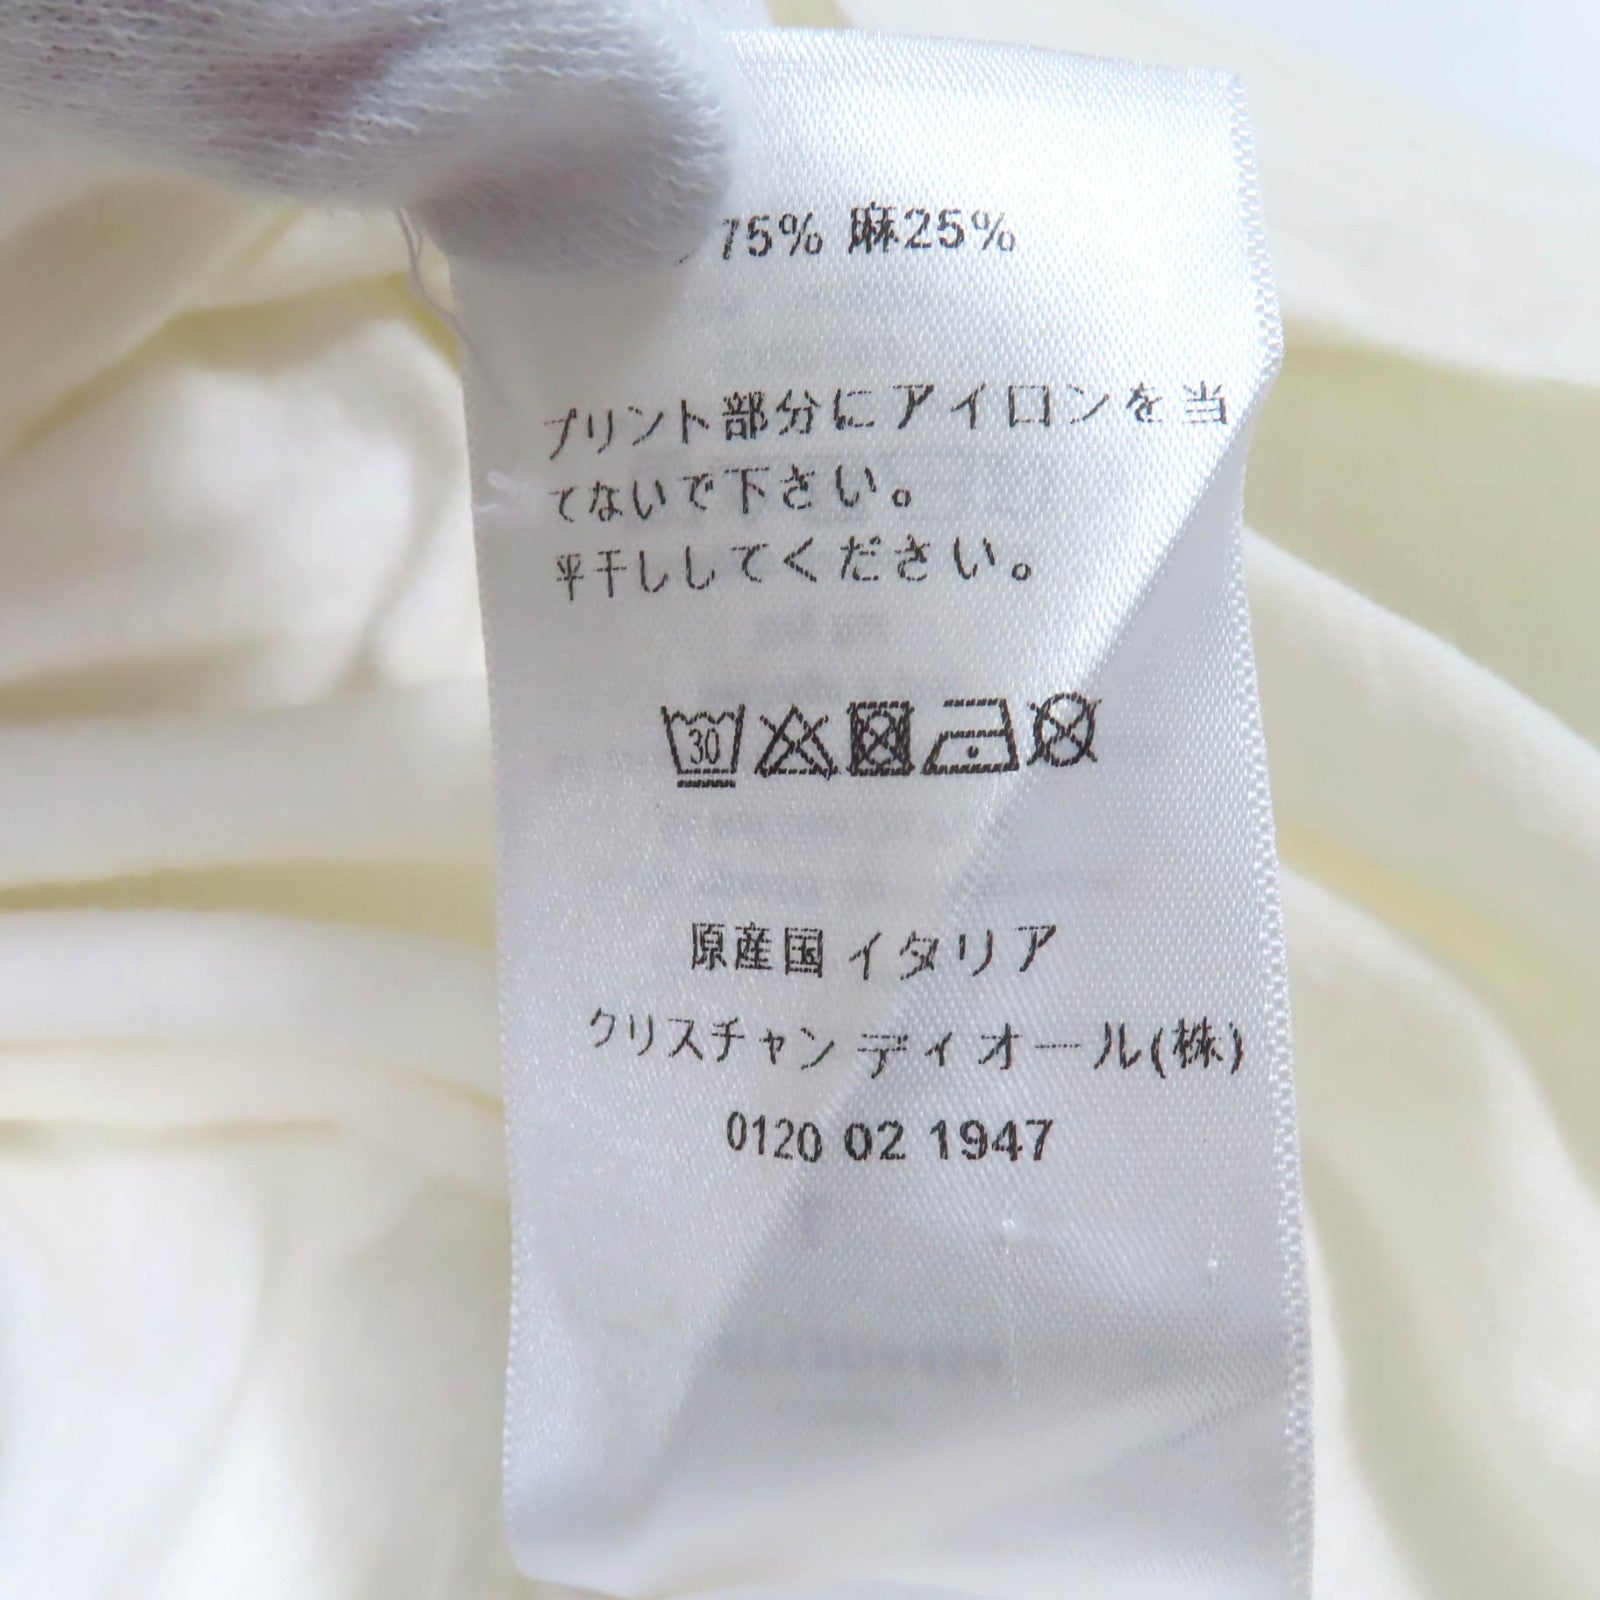 75% 麻25%
プリント部分にアイロンを当
てないで下さい。
平干ししてください。
30
原産国 イタリア
クリスチャン ディオール(株)
0120 02 1947